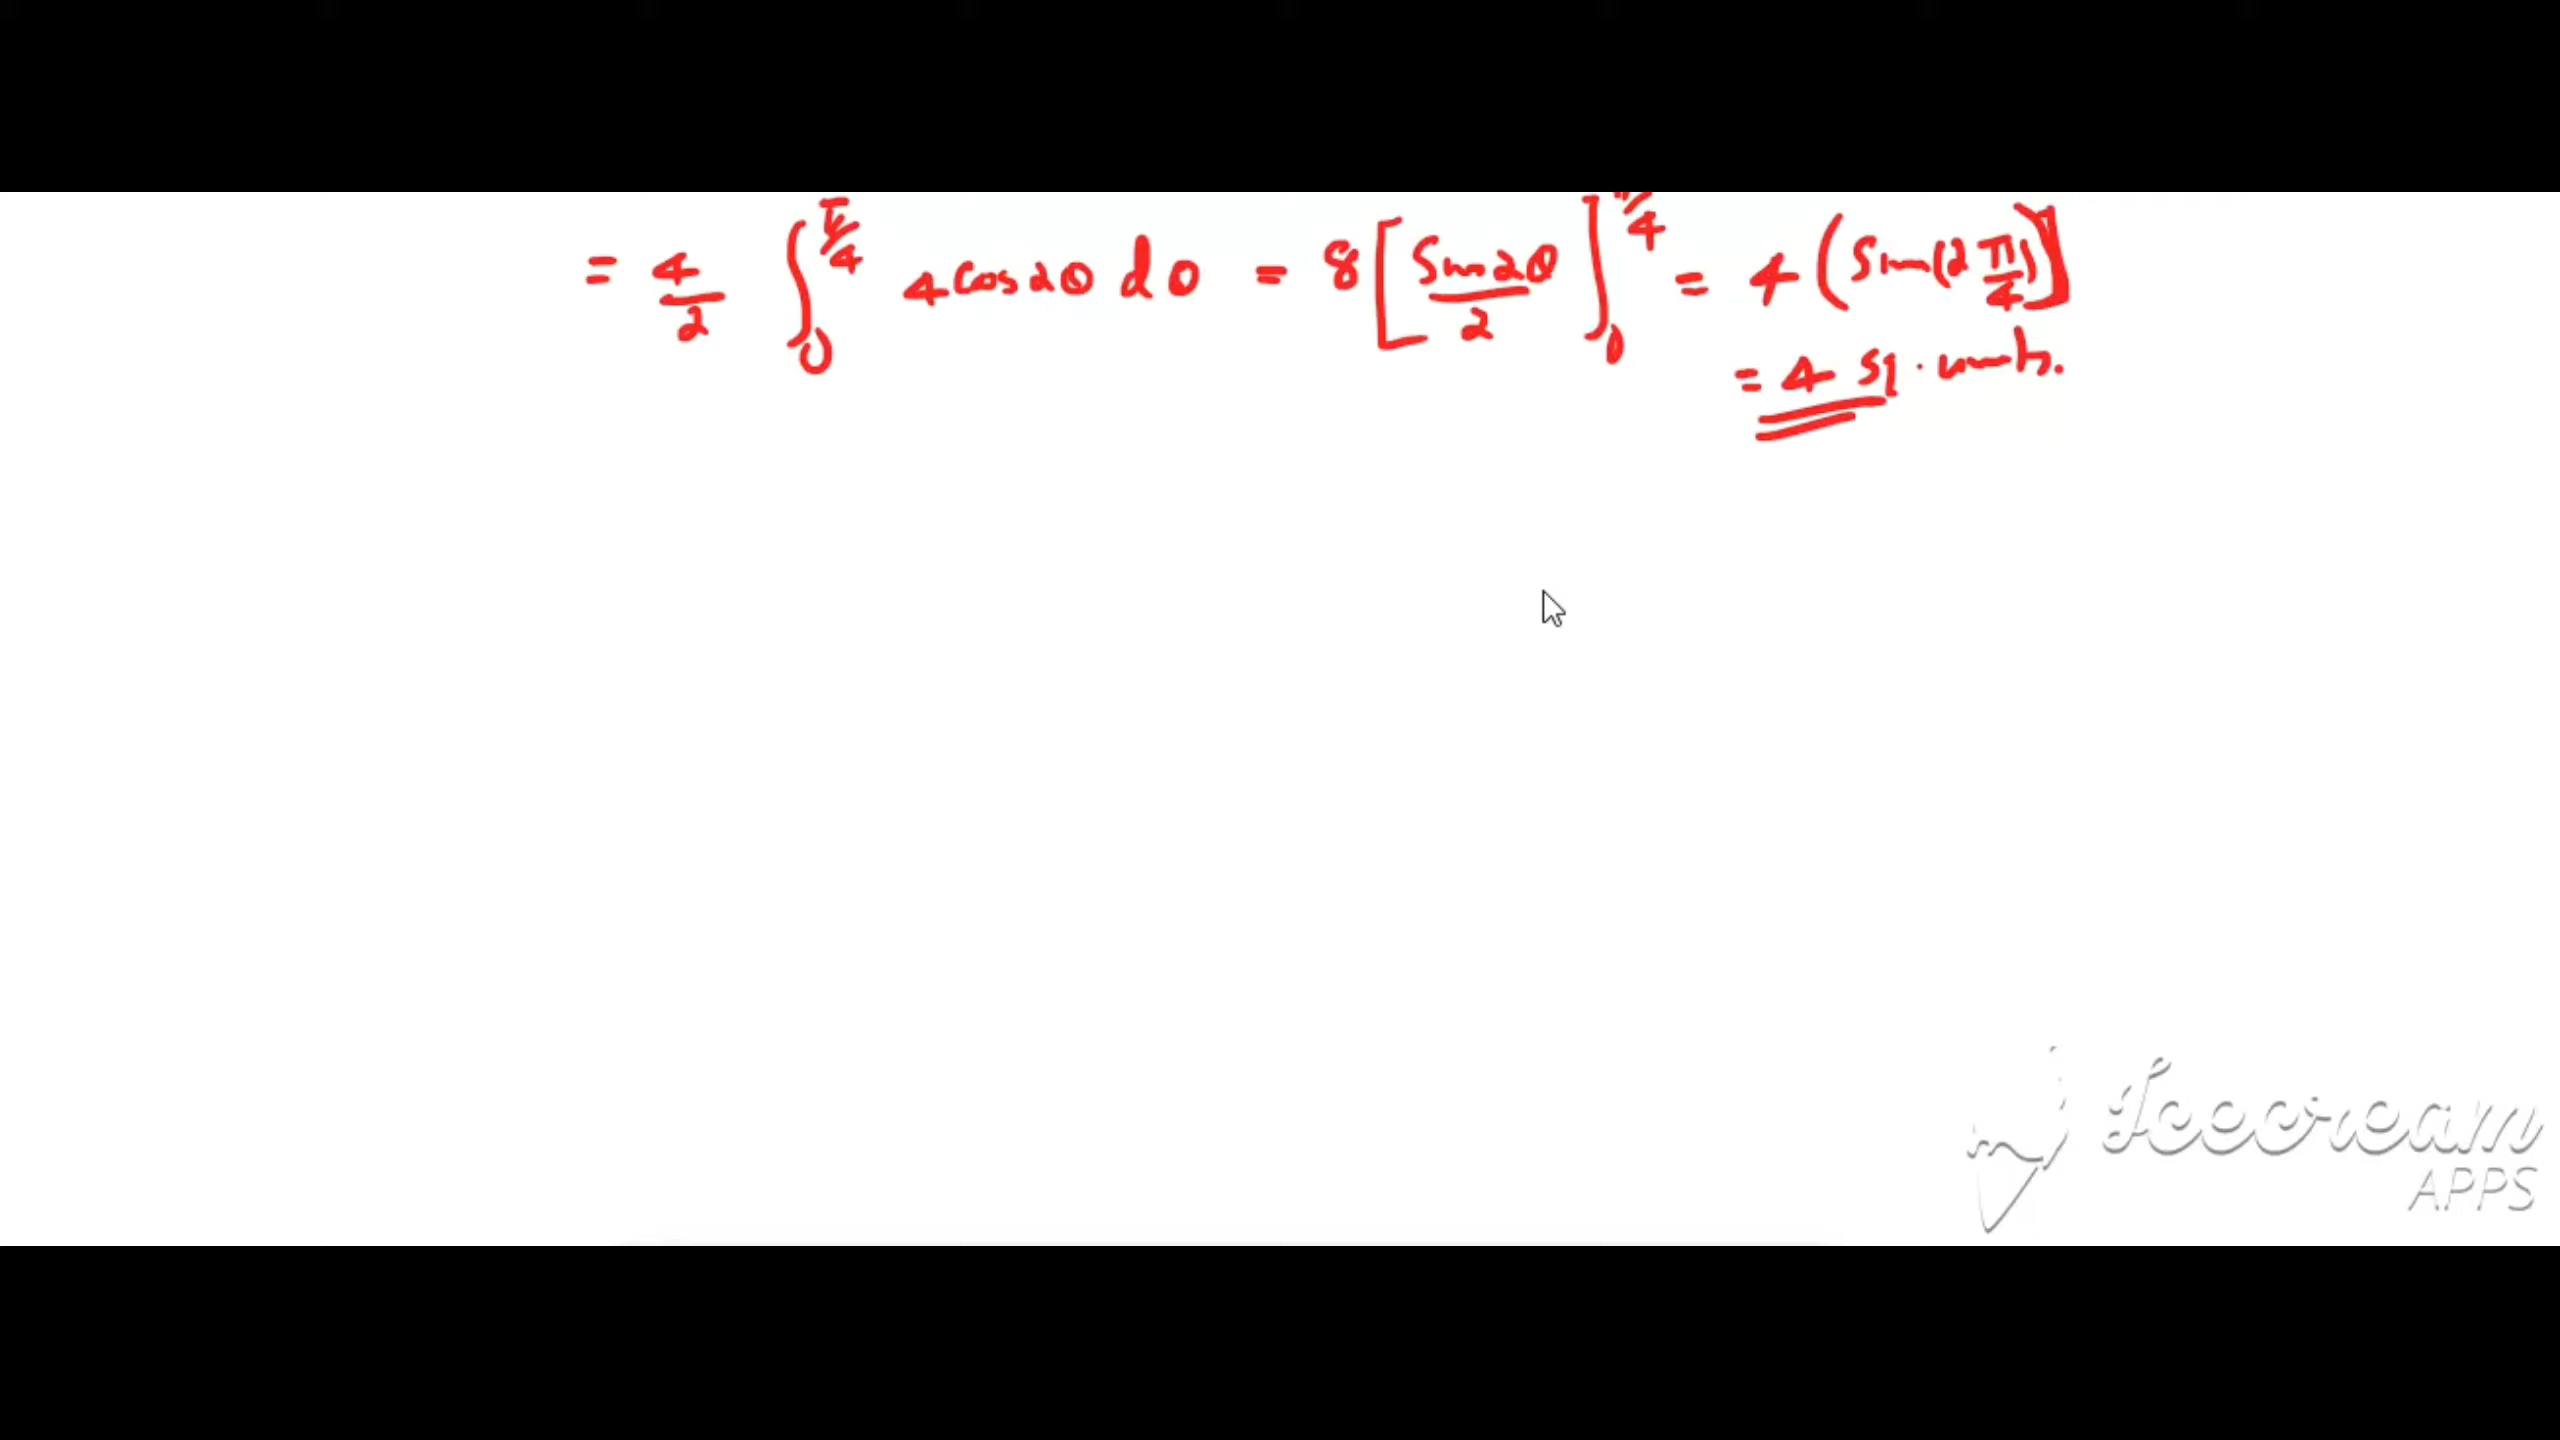 = 4/2 ∫₀^{π/4} 4cos2θ dθ = 8[Sin2θ/2]₀^{π/4} = 4(Sin(2π/4))
= 4 sq. units.
Icecream
APPS